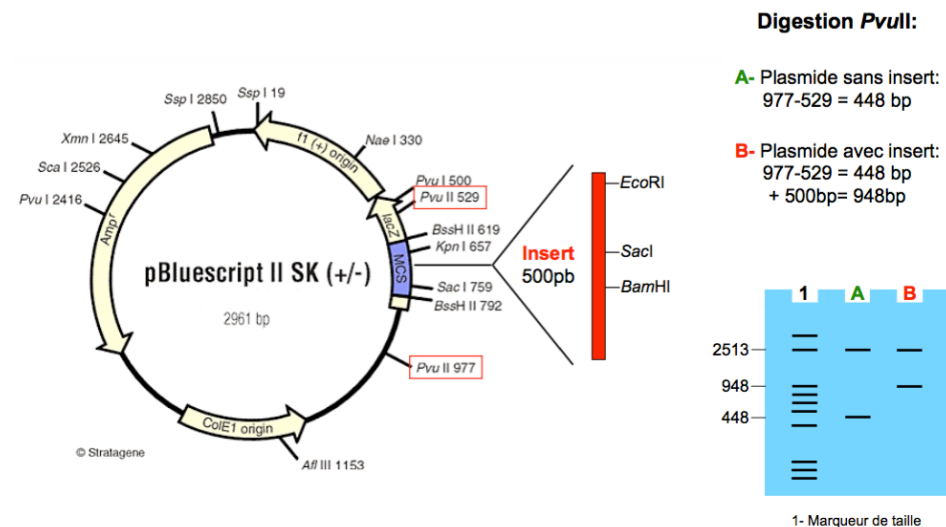 Digestion PvuII:
A- Plasmide sans insert:
977-529 = 448 bp
B- Plasmide avec insert:
977-529 = 448 bp
+ 500bp= 948bp
Ssp I 19
Ssp I 2850
Xmn I 2645
Sca I 2526
Pvu I 2416
Nae I 330
f1 (+) origin
Pvu I 500
Pvu II 529
lacZ
BssH II 619
Kpn I 657
MCS
Sac I 759
BssH II 792
Pvu II 977
Ampʳ
pBluescript II SK (+/-)
2961 bp
ColE1 origin
Afl III 1153
© Stratagene
Insert
500pb
EcoRI
SacI
BamHI
1 A B
2513
948
448
1- Marqueur de taille